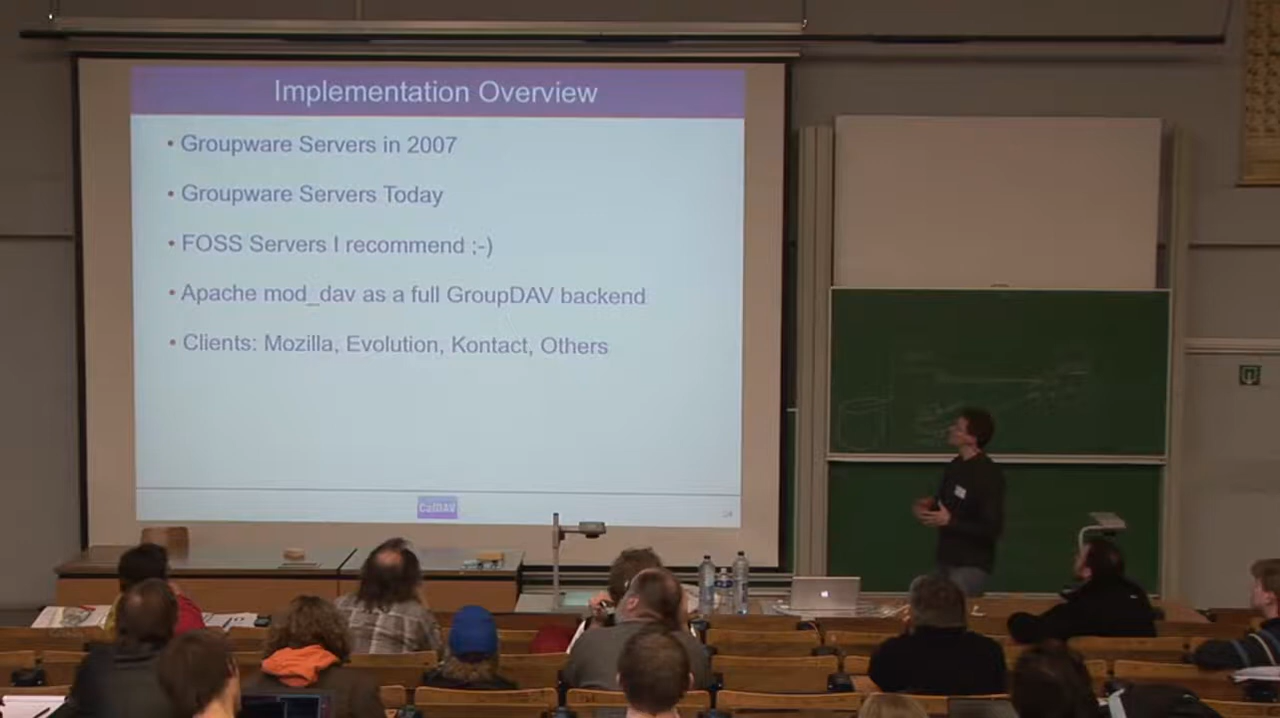 Implementation Overview
• Groupware Servers in 2007
• Groupware Servers Today
• FOSS Servers I recommend ;-)
• Apache mod_dav as a full GroupDAV backend
• Clients: Mozilla, Evolution, Kontact, Others
CalDAV